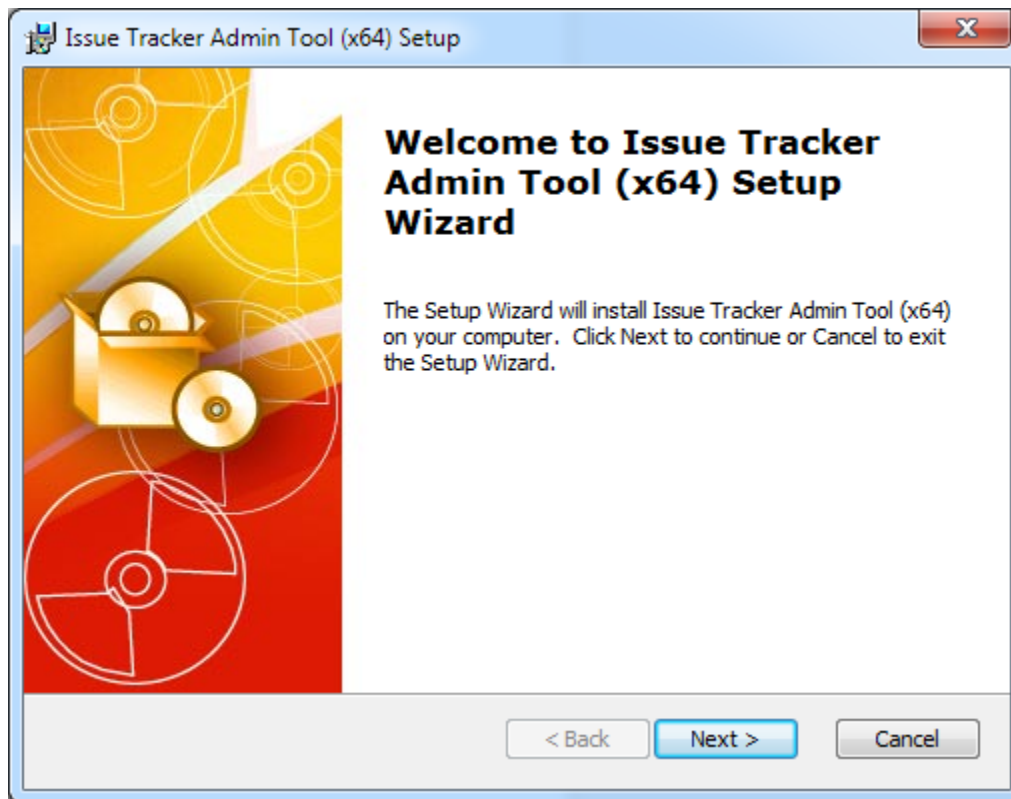 Issue Tracker Admin Tool (x64) Setup
X
Welcome to Issue Tracker
Admin Tool (x64) Setup
Wizard
The Setup Wizard will install Issue Tracker Admin Tool (x64)
on your computer.  Click Next to continue or Cancel to exit
the Setup Wizard.
< Back
Next >
Cancel